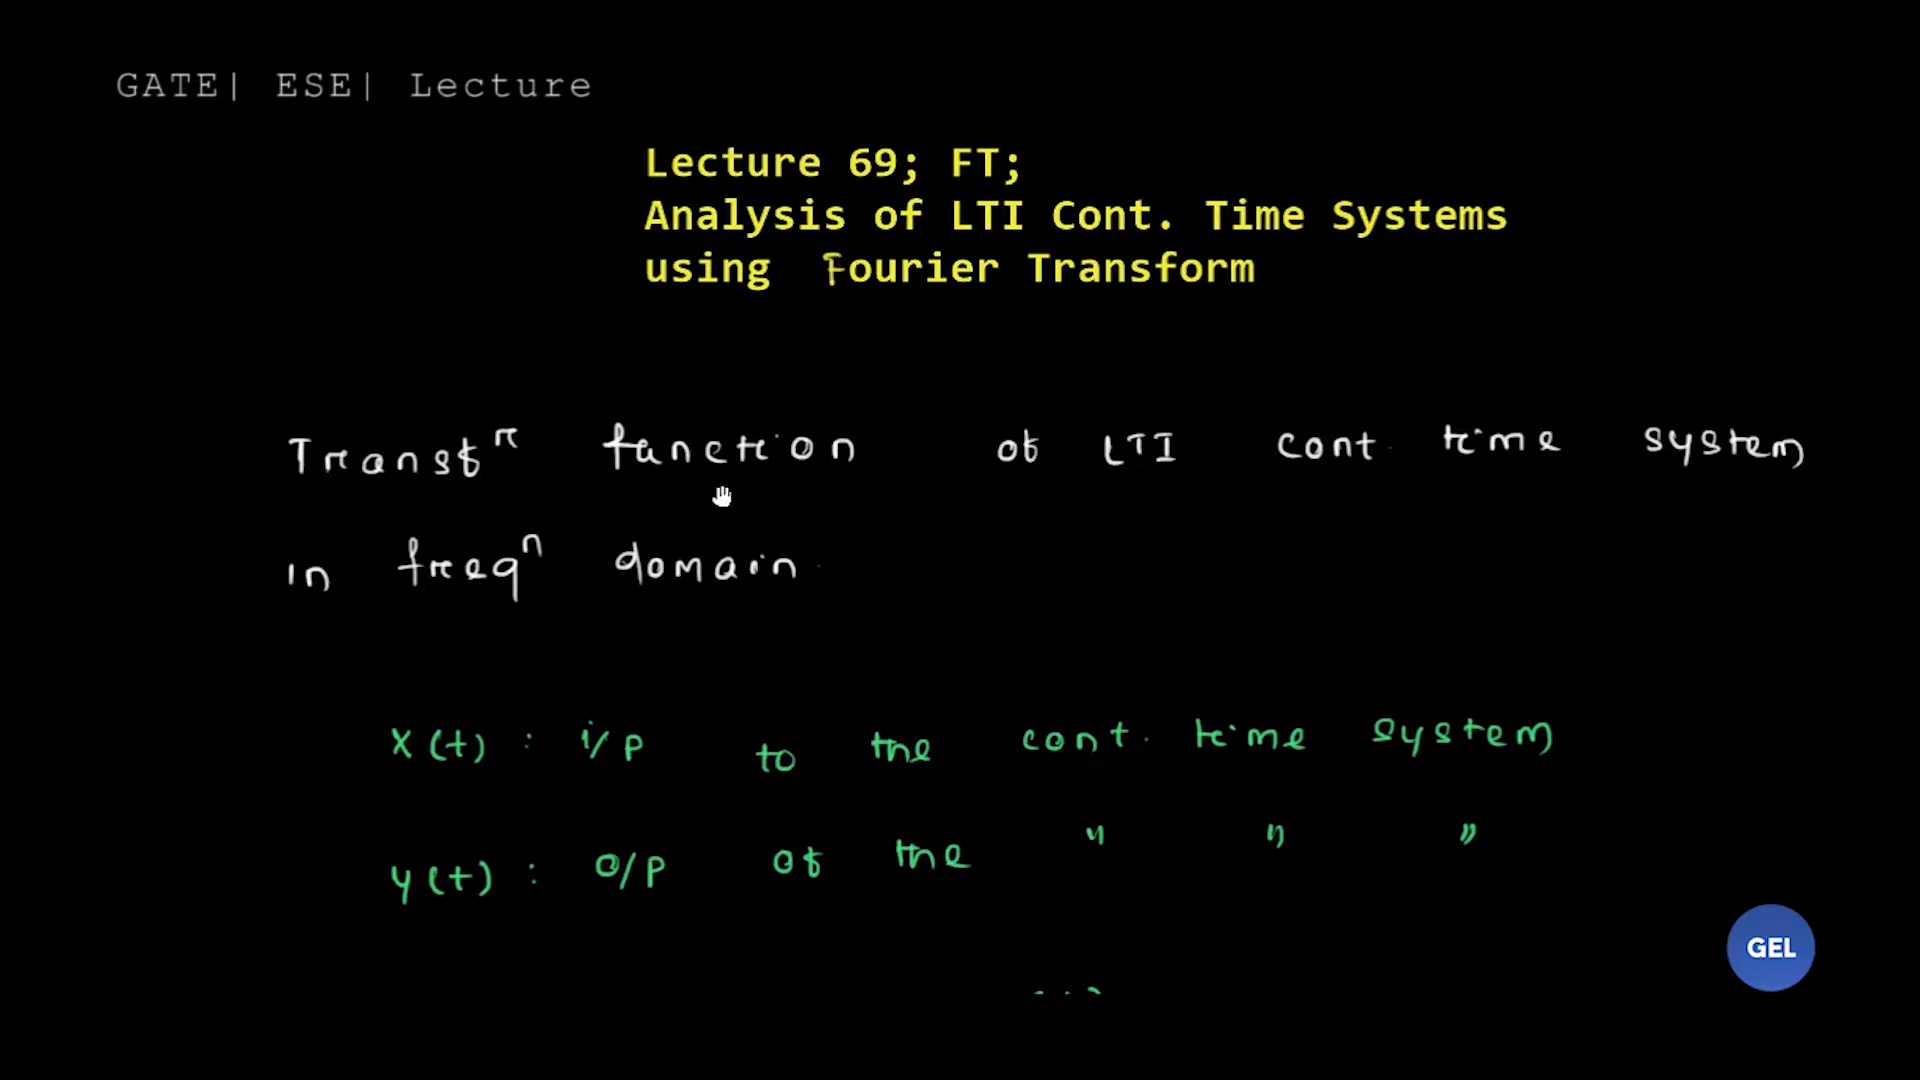 GATE| ESE| Lecture
Lecture 69; FT;
Analysis of LTI Cont. Time Systems
using Fourier Transform
Transfʳ function of LTI cont. time system
in freqⁿ domain.
x(t) : i/p to the cont. time system
y(t) : o/p of the " " "
GEL